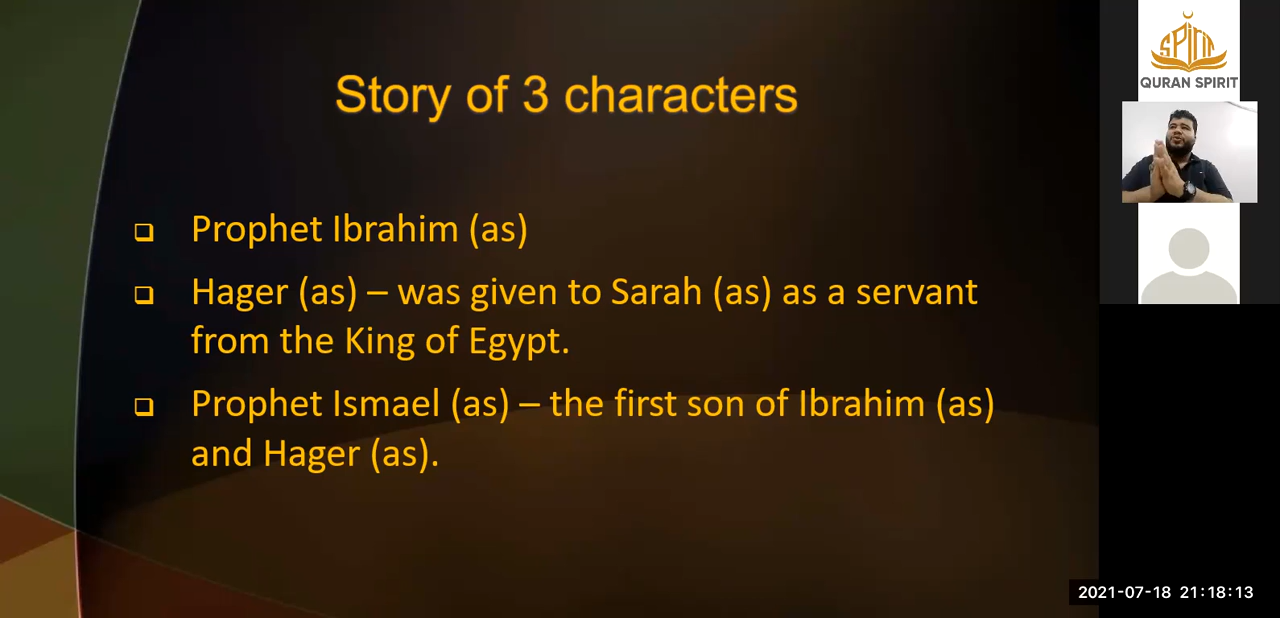 Story of 3 characters
❑ Prophet Ibrahim (as)
❑ Hager (as) – was given to Sarah (as) as a servant
from the King of Egypt.
❑ Prophet Ismael (as) – the first son of Ibrahim (as)
and Hager (as).
SPIRIT
QURAN SPIRIT
2021-07-18 21:18:13